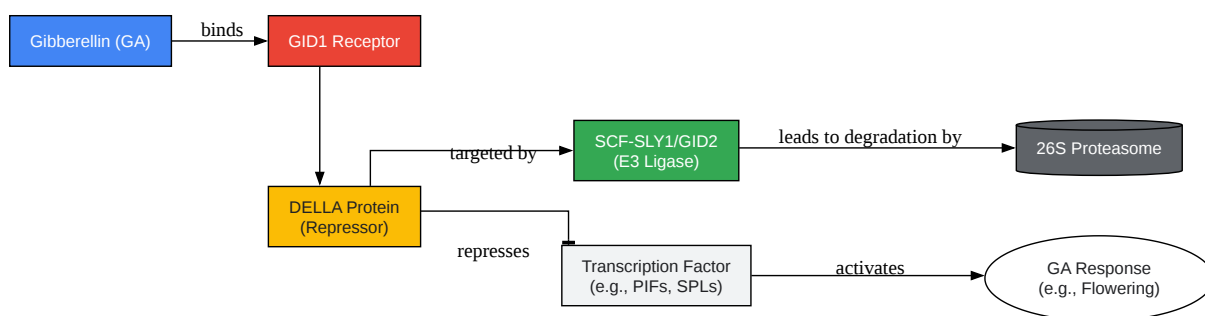 Gibberellin (GA)
binds
GID1 Receptor
SCF-SLY1/GID2
(E3 Ligase)
leads to degradation by
26S Proteasome
targeted by
DELLA Protein
(Repressor)
represses
Transcription Factor
(e.g., PIFs, SPLs)
activates
GA Response
(e.g., Flowering)